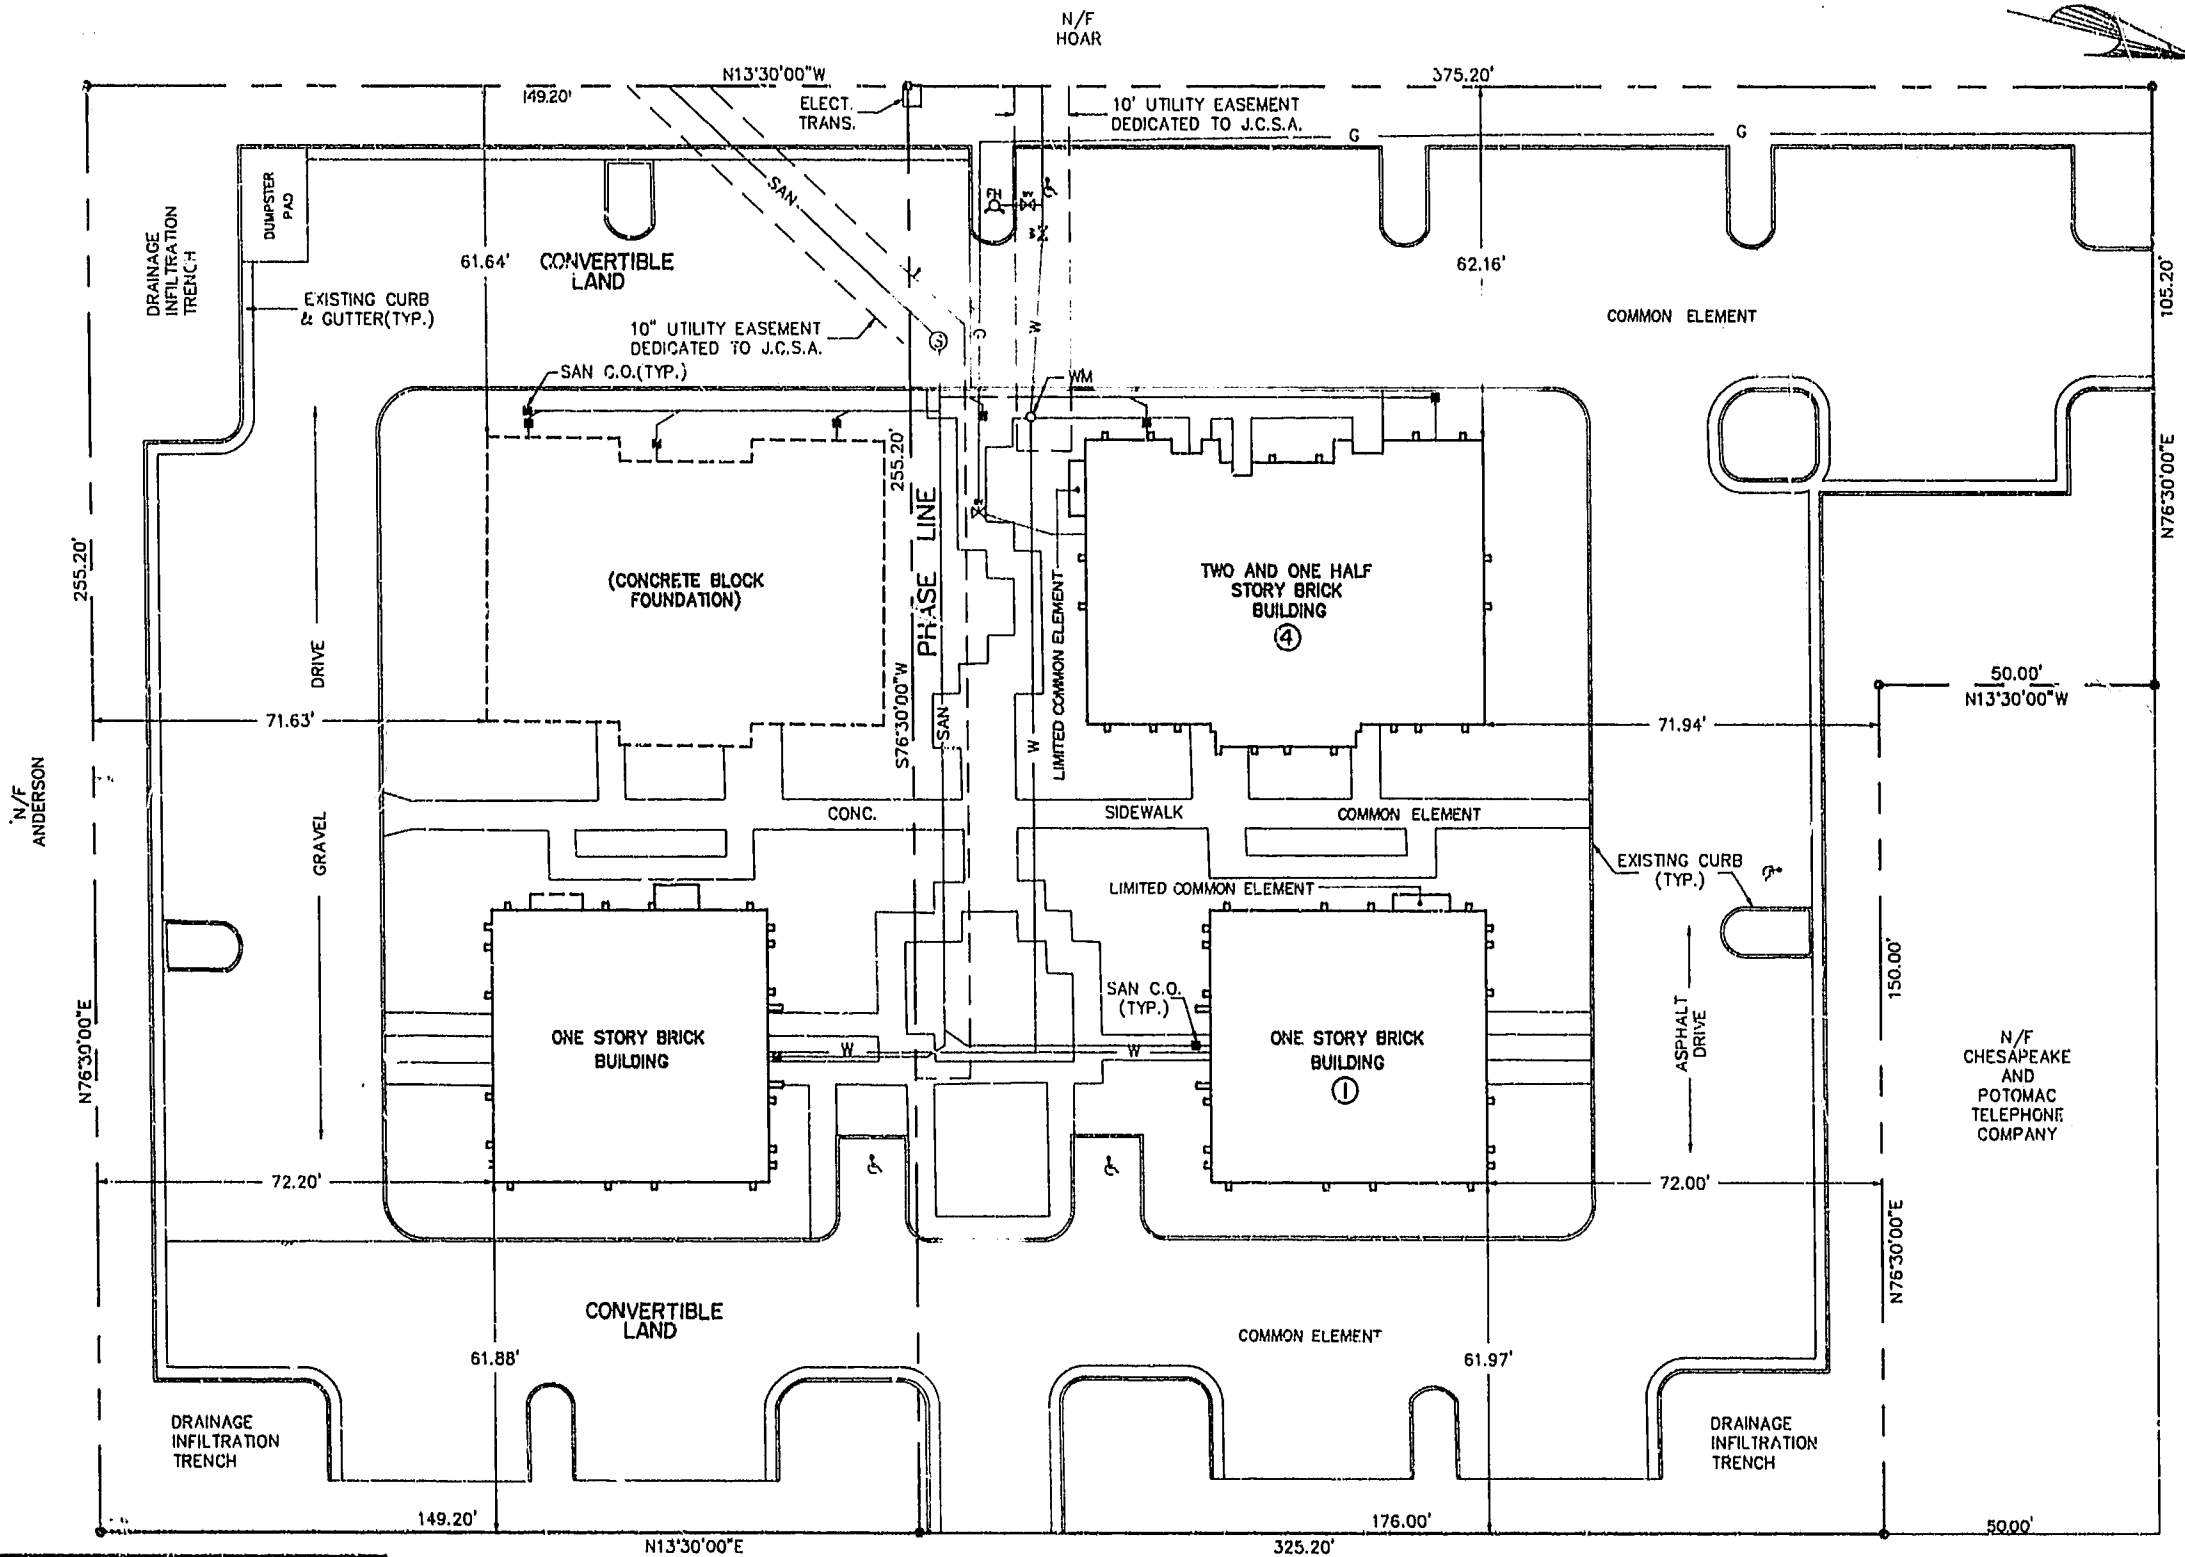 N/F
HOAR
N13°30'00"W
375.20'
149.20'
ELECT.
TRANS.
10' UTILITY EASEMENT
DEDICATED TO J.C.S.A.
G
G
DUMPSTER
PAD
SAN.
FH
WV
DRAINAGE
INFILTRATION
TRENCH
61.64'
CONVERTIBLE
LAND
62.16'
105.20'
EXISTING CURB
& GUTTER(TYP.)
COMMON ELEMENT
10" UTILITY EASEMENT
DEDICATED TO J.C.S.A.
S
G
W
SAN C.O.(TYP.)
WM
255.20'
N76°30'00"E
PHASE LINE
255.20'
(CONCRETE BLOCK
FOUNDATION)
TWO AND ONE HALF
STORY BRICK
BUILDING
4
LIMITED COMMON ELEMENT
DRIVE
S76°30'00"W
50.00'
N13°30'00"W
71.63'
SAN
W
71.94'
N/F
ANDERSON
GRAVEL
CONC.
SIDEWALK
COMMON ELEMENT
EXISTING CURB
(TYP.)
LIMITED COMMON ELEMENT
150.00'
SAN C.O.
(TYP.)
ASPHALT
DRIVE
N76°30'00"E
ONE STORY BRICK
BUILDING
W
W
ONE STORY BRICK
BUILDING
1
N/F
CHESAPEAKE
AND
POTOMAC
TELEPHONE
COMPANY
72.20'
72.00'
N76°30'00"E
CONVERTIBLE
LAND
COMMON ELEMENT
61.88'
61.97'
DRAINAGE
INFILTRATION
TRENCH
DRAINAGE
INFILTRATION
TRENCH
149.20'
176.00'
50.00'
N13°30'00"E
325.20'